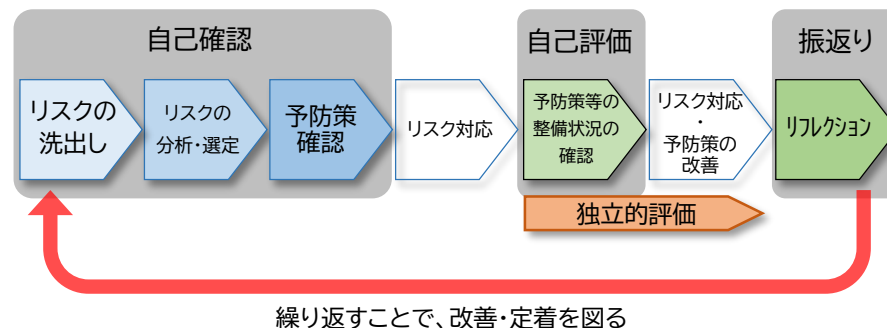 自己確認
自己評価
振返り
リスクの
洗出し
リスクの
分析・選定
予防策
確認
リスク対応
予防策等の
整備状況の
確認
リスク対応
・
予防策の
改善
ﾘﾌﾚｸｼｮﾝ
独立的評価
繰り返すことで、改善・定着を図る